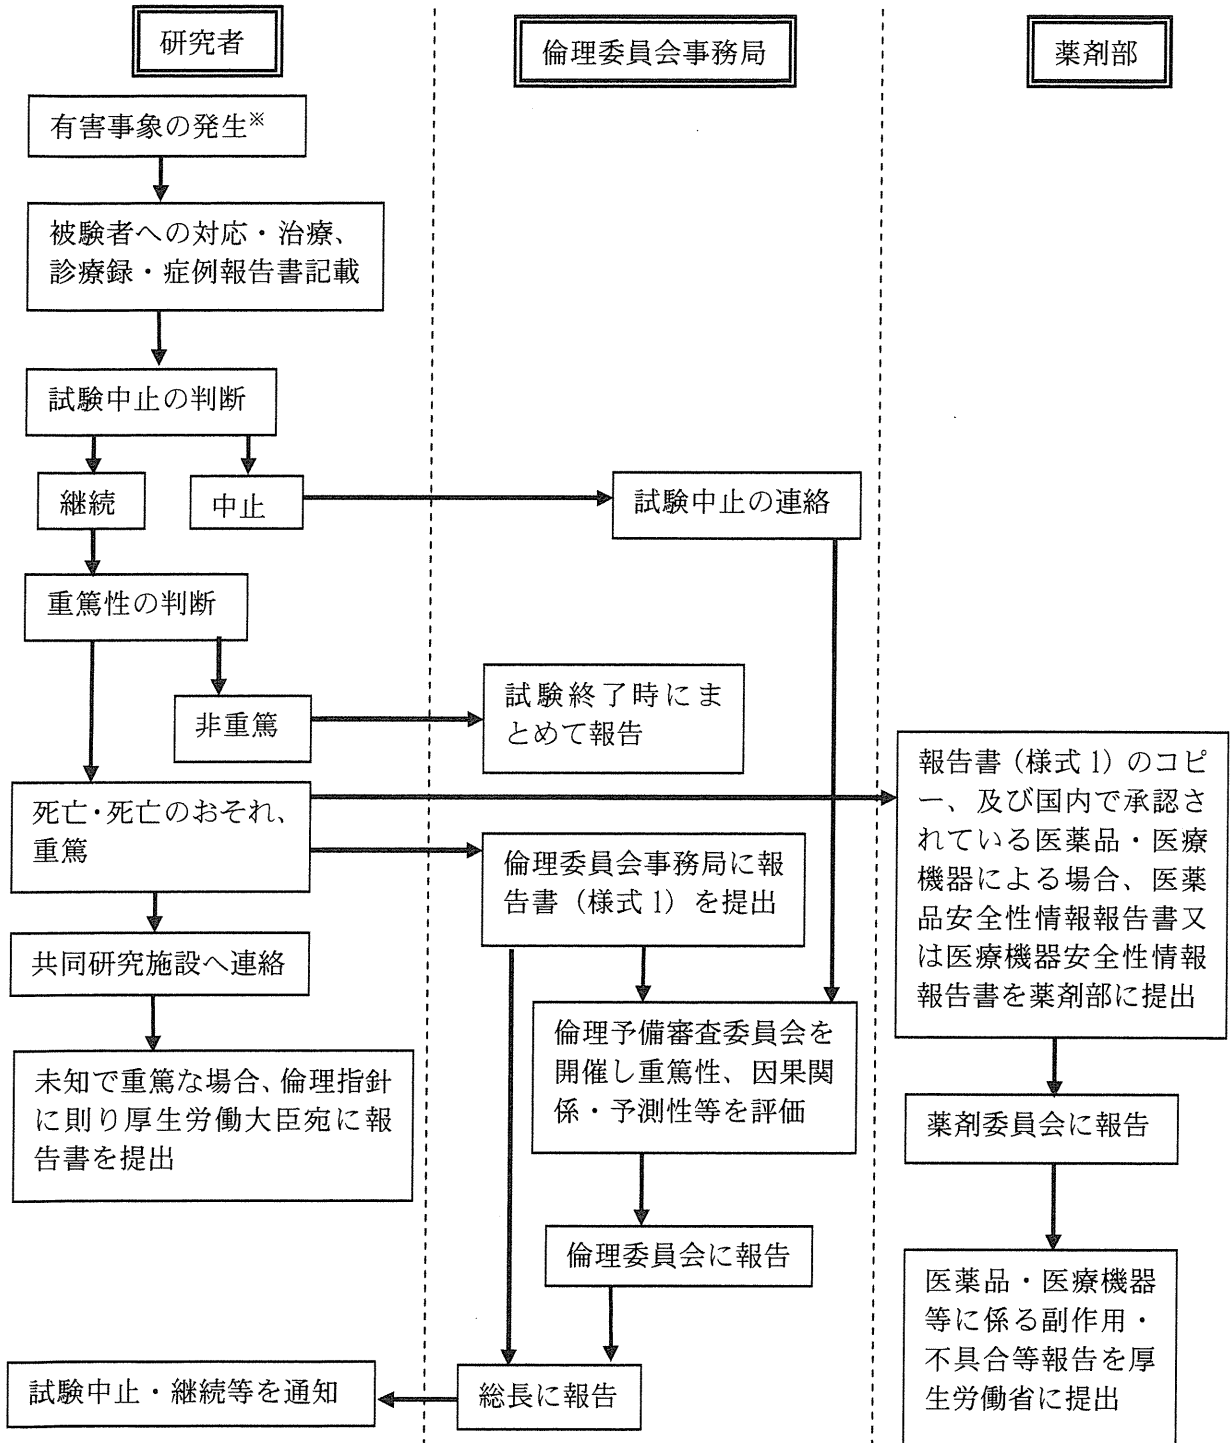 研究者
倫理委員会事務局
薬剤部
有害事象の発生※
被験者への対応・治療、
診療録・症例報告書記載
試験中止の判断
継続
中止
試験中止の連絡
重篤性の判断
非重篤
試験終了時にま
とめて報告
死亡・死亡のおそれ、
重篤
倫理委員会事務局に報
告書（様式1）を提出
報告書（様式1）のコピ
ー、及び国内で承認さ
れている医薬品・医療
機器による場合、医薬
品安全性情報報告書又
は医療機器安全性情報
報告書を薬剤部に提出
共同研究施設へ連絡
倫理予備審査委員会を
開催し重篤性、因果関
係・予測性等を評価
未知で重篤な場合、倫理指針
に則り厚生労働大臣宛に報
告書を提出
薬剤委員会に報告
倫理委員会に報告
医薬品・医療機器
等に係る副作用・
不具合等報告を厚
生労働省に提出
試験中止・継続等を通知
総長に報告